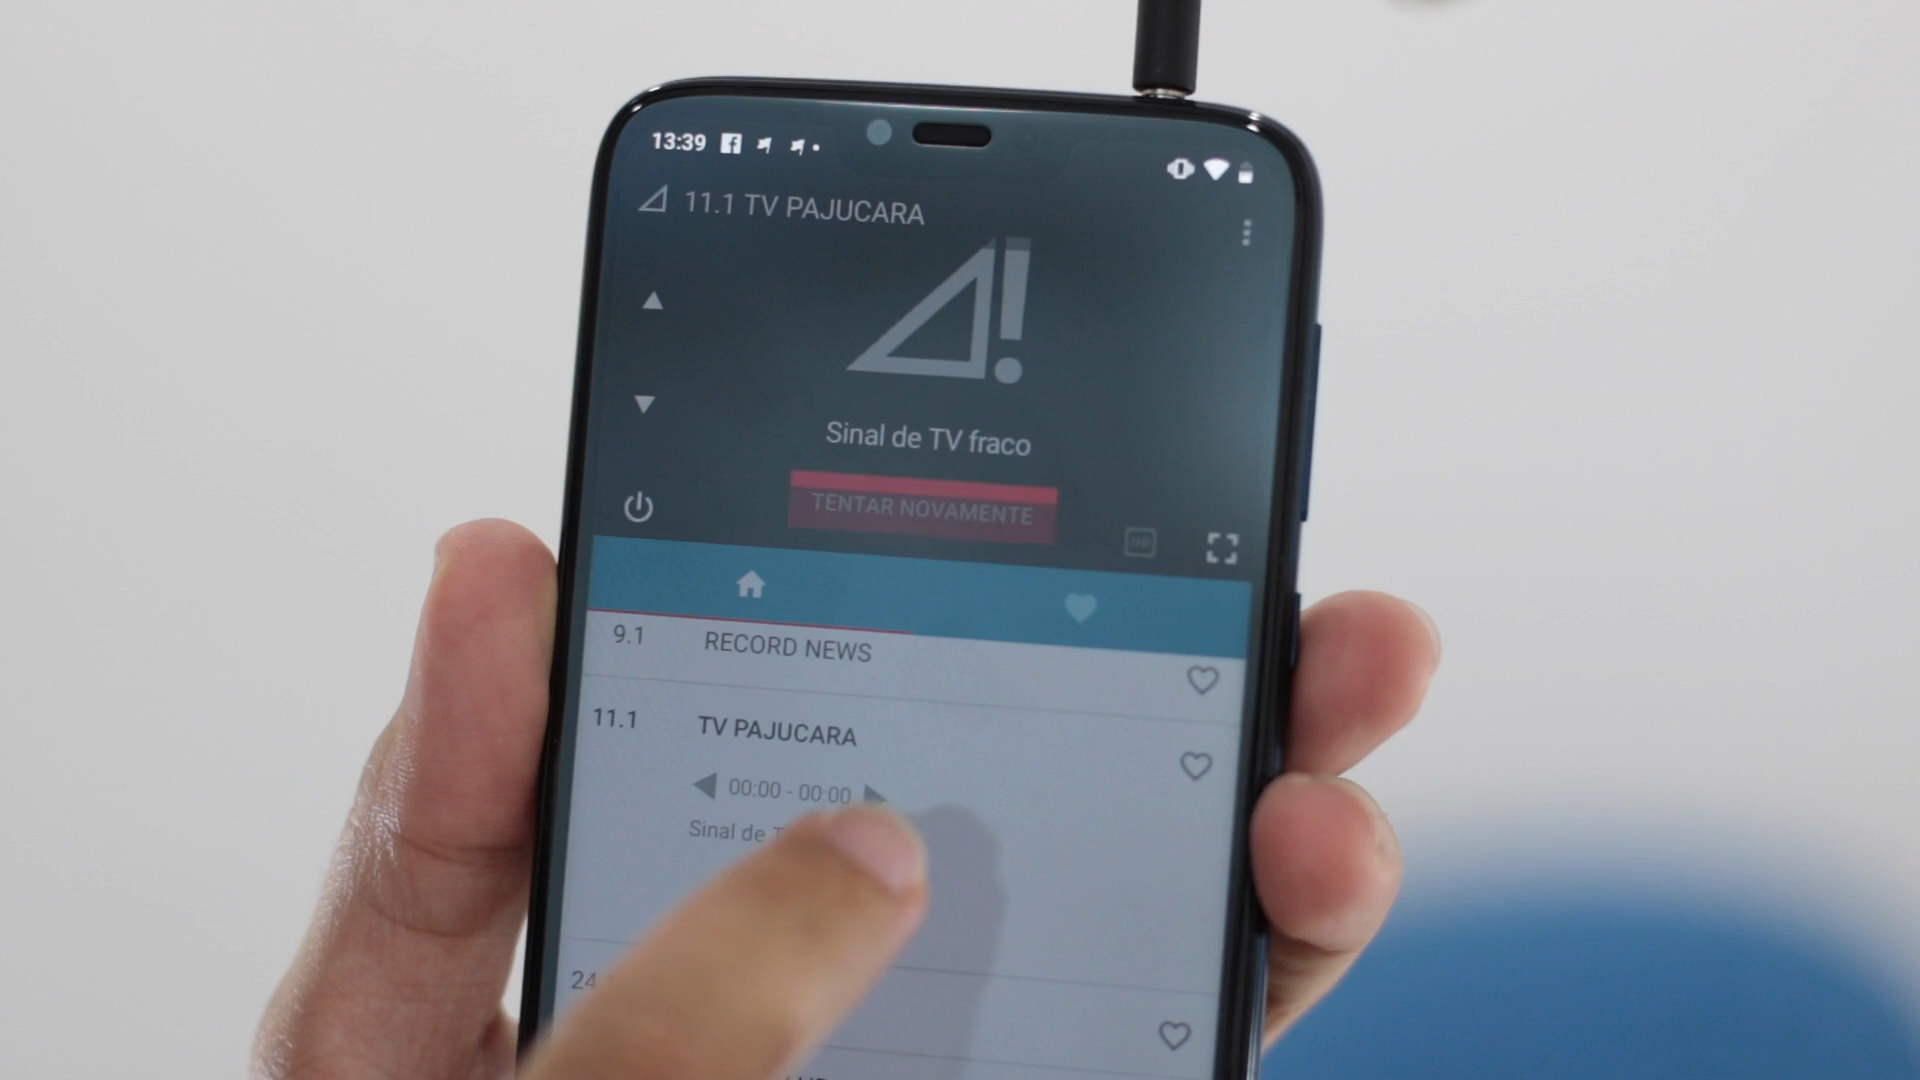 13:39
11.1 TV PAJUCARA
Sinal de TV fraco
TENTAR NOVAMENTE
HD
9.1 RECORD NEWS
11.1 TV PAJUCARA
00:00 - 00:00
Sinal de
24